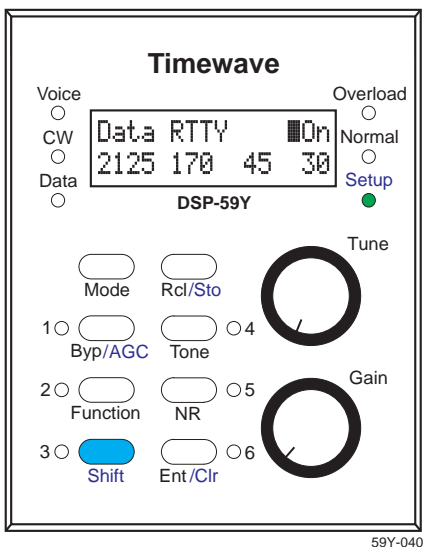 Timewave
Voice
Overload
CW
Normal
Data
Setup
Data RTTY █On
2125 170 45 30
DSP-59Y
Tune
Mode
Rcl/Sto
1
4
Byp/AGC
Tone
2
5
Gain
Function
NR
3
6
Shift
Ent/Clr
59Y-040